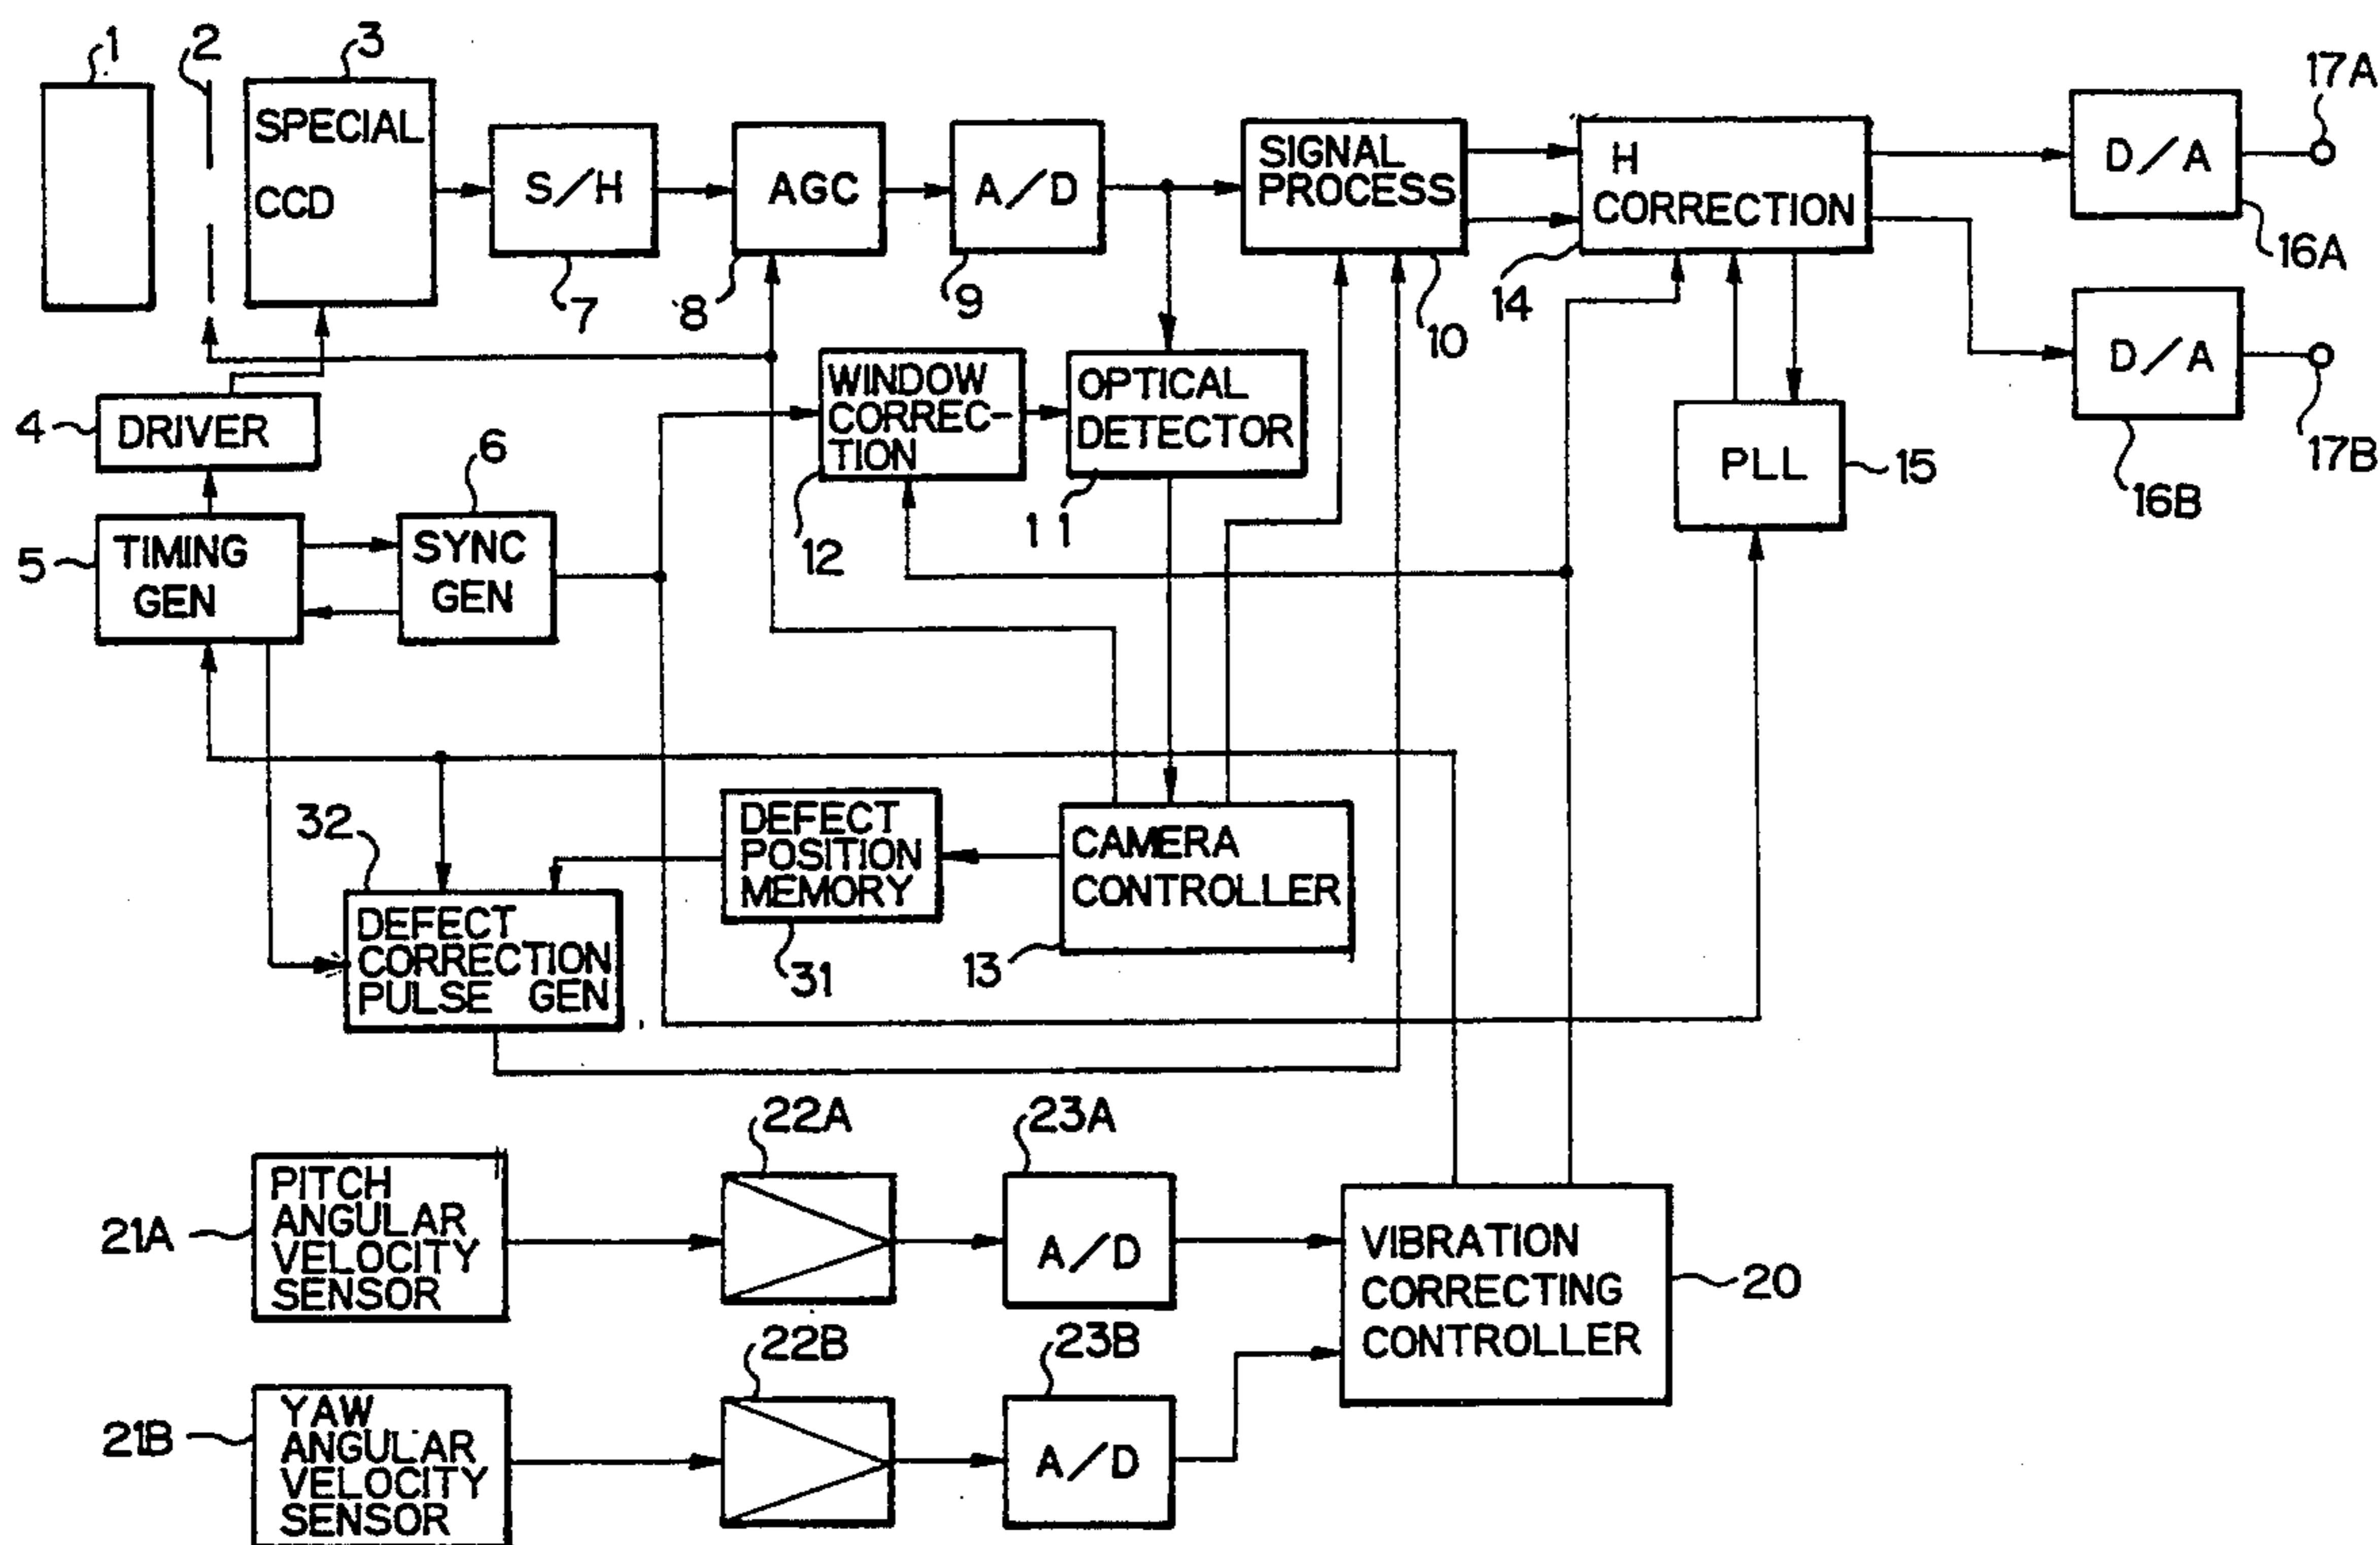 1
2
3
SPECIAL
CCD
S/H
7
AGC
8
A/D
9
SIGNAL
PROCESS
10
H
CORRECTION
14
D/A
16A
17A
D/A
16B
17B
4
DRIVER
WINDOW
CORREC-
TION
12
OPTICAL
DETECTOR
11
PLL
15
5
TIMING
GEN
6
SYNC
GEN
32
DEFECT
CORRECTION
PULSE GEN
DEFECT
POSITION
MEMORY
31
CAMERA
CONTROLLER
13
21A
PITCH
ANGULAR
VELOCITY
SENSOR
22A
23A
A/D
VIBRATION
CORRECTING
CONTROLLER
20
21B
YAW
ANGULAR
VELOCITY
SENSOR
22B
23B
A/D